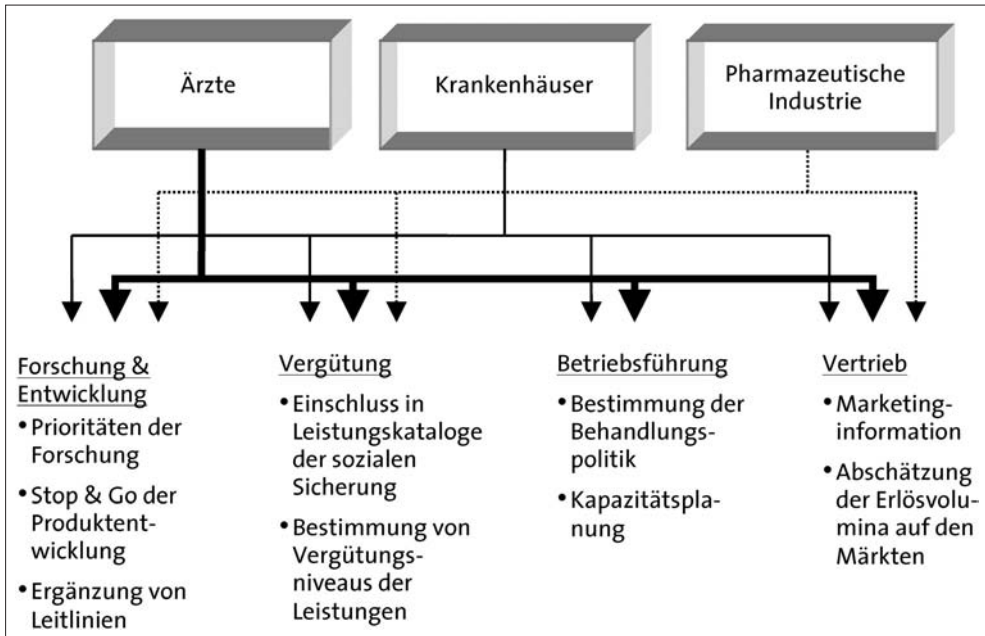 Ärzte
Krankenhäuser
Pharmazeutische
Industrie
Forschung &
Entwicklung
• Prioritäten der
Forschung
• Stop & Go der
Produktent-
wicklung
• Ergänzung von
Leitlinien
Vergütung
• Einschluss in
Leistungskataloge
der sozialen
Sicherung
• Bestimmung von
Vergütungs-
niveaus der
Leistungen
Betriebsführung
• Bestimmung der
Behandlungs-
politik
• Kapazitätspla-
nung
Vertrieb
• Marketing-
information
• Abschätzung
der Erlösvolu-
mina auf den
Märkten